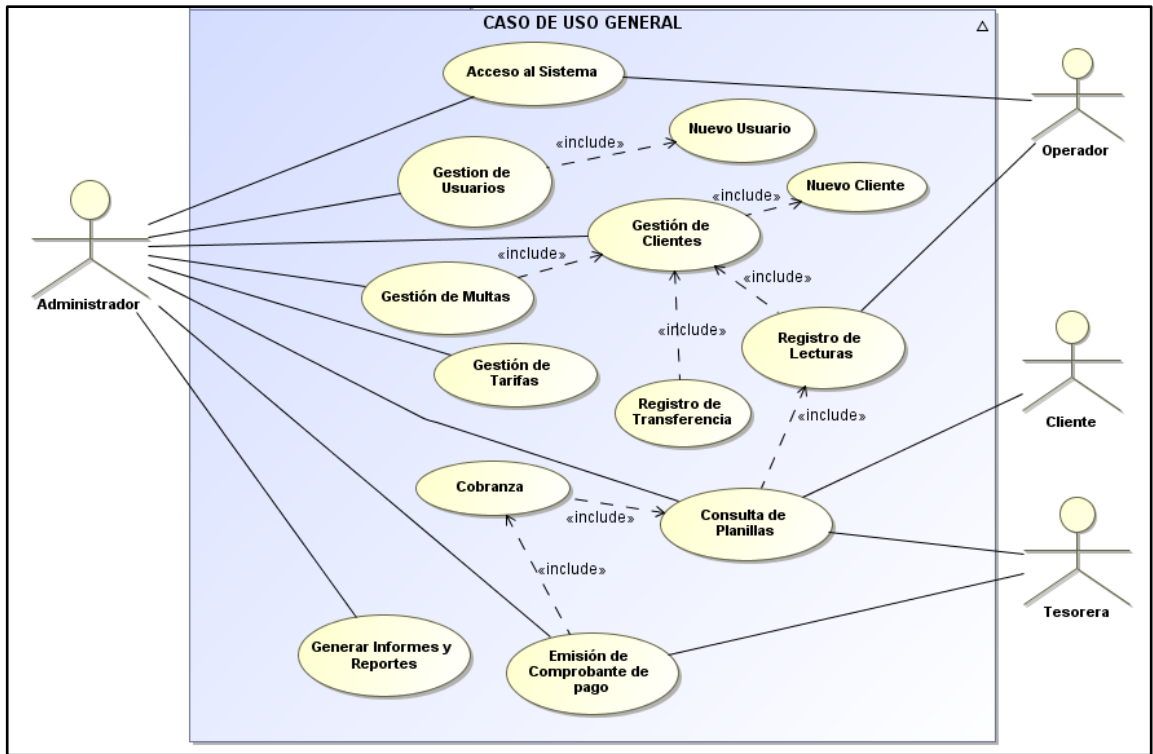 CASO DE USO GENERAL
Acceso al Sistema
Operador
Nuevo Usuario
«include»
Gestion de
Usuarios
Nuevo Cliente
«include»
Gestión de
Clientes
«include»
Administrador
Gestión de Multas
«include»
«include»
Registro de
Lecturas
Gestión de
Tarifas
Registro de
Transferencia
«include»
Cliente
Cobranza
«include»
Consulta de
Planillas
«include»
Tesorera
Generar Informes y
Reportes
Emisión de
Comprobante de
pago